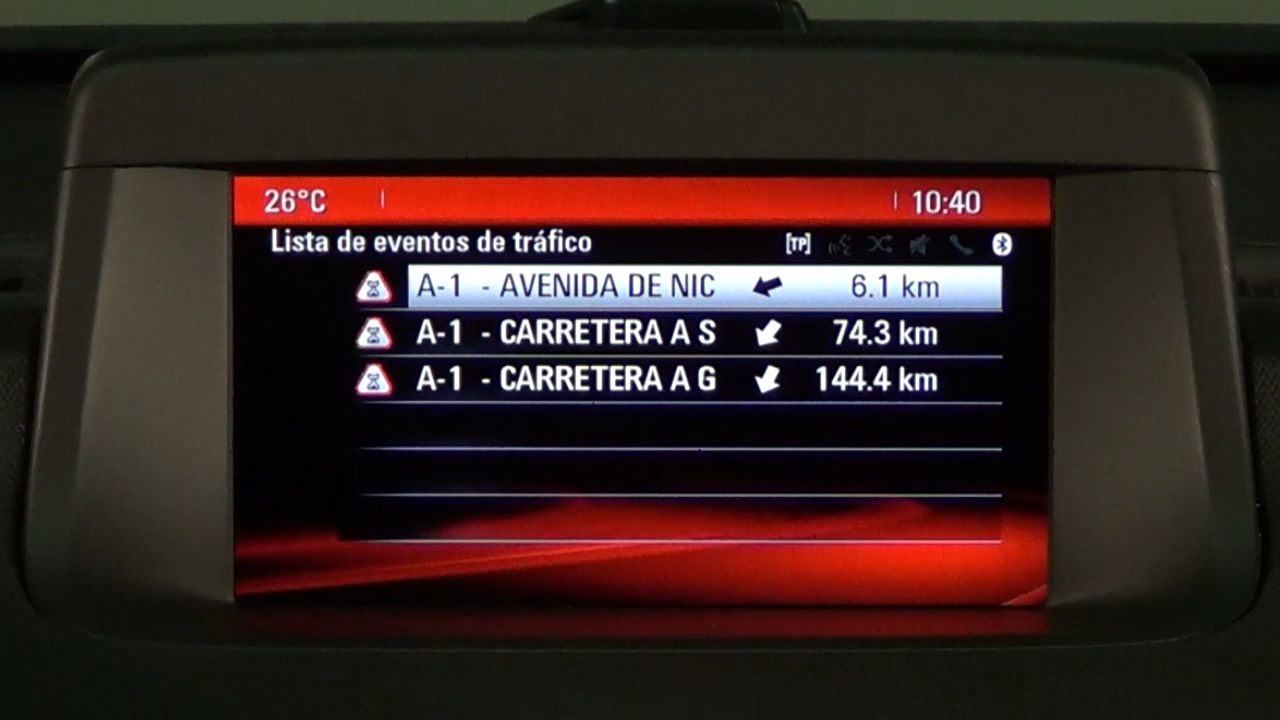 26°C 10:40
Lista de eventos de tráfico [TP]
A-1 - AVENIDA DE NIC 6.1 km
A-1 - CARRETERA A S 74.3 km
A-1 - CARRETERA A G 144.4 km